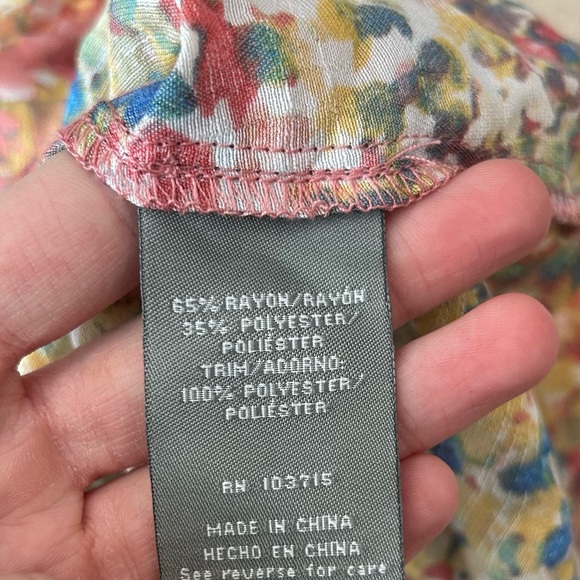 65% RAYON/RAYÓN
35% POLYESTER/
POLIÉSTER
TRIM/ADORNO:
100% POLYESTER/
POLIÉSTER
RN 103715
MADE IN CHINA
HECHO EN CHINA
See reverse for care